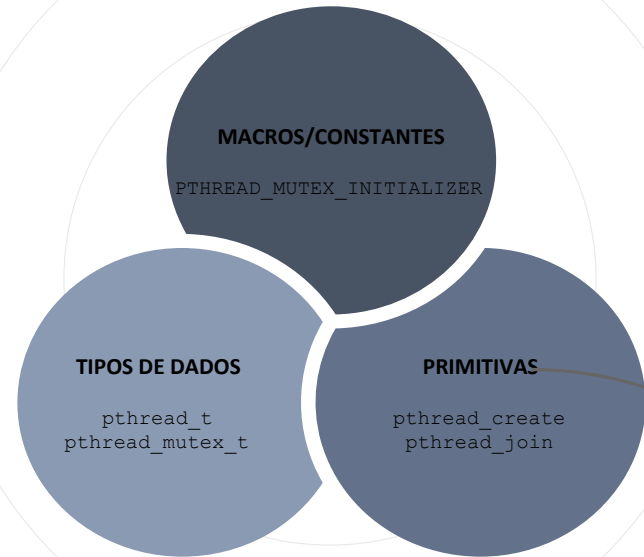 MACROS/CONSTANTES
PTHREAD_MUTEX_INITIALIZER
TIPOS DE DADOS
pthread_t
pthread_mutex_t
PRIMITIVAS
pthread_create
pthread_join